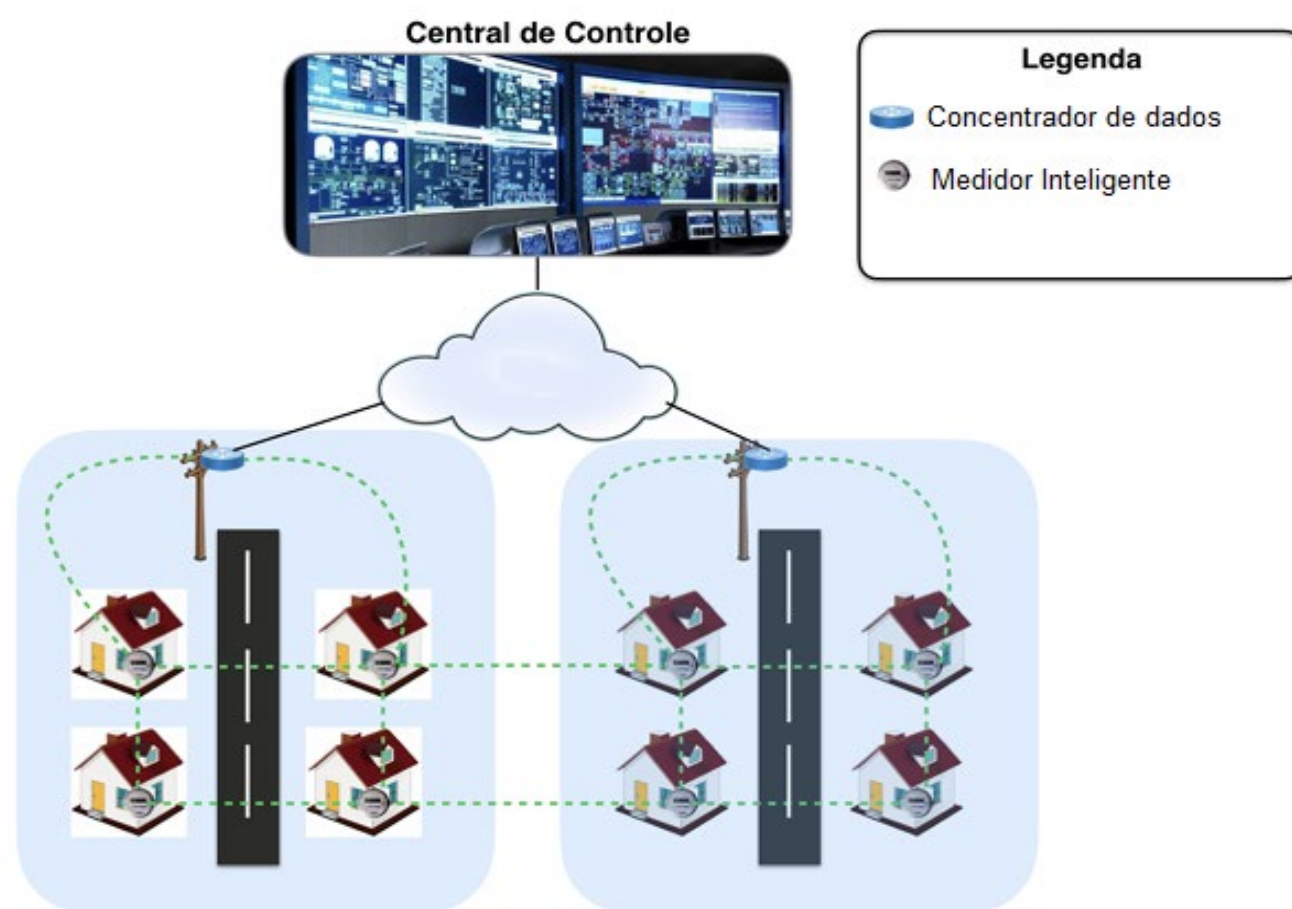 Central de Controle
Legenda
Concentrador de dados
Medidor Inteligente